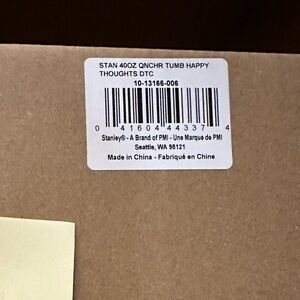 STAN 40OZ QNCHR TUMB HAPPY
THOUGHTS DTC
10-13166-006
0 41604 44337 4
Stanley® - A Brand of PMI - Une Marque de PMI
Seattle, WA 98121
Made in China - Fabriqué en Chine